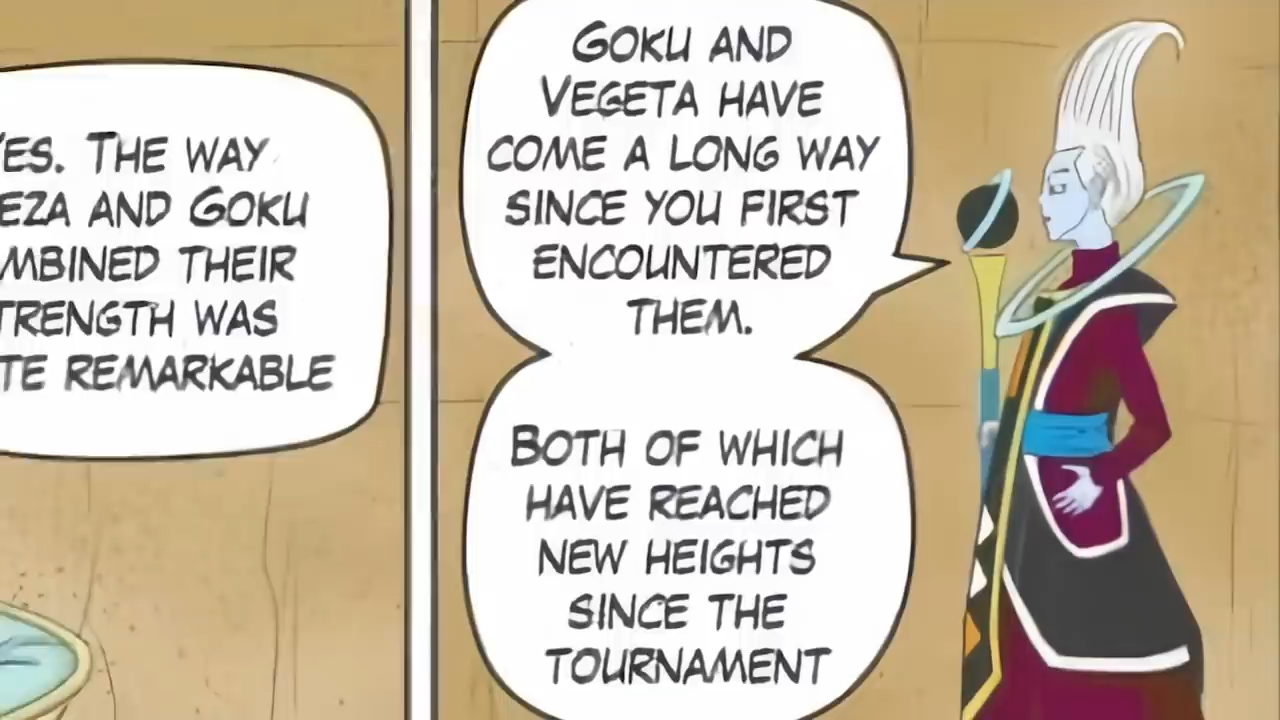 YES. THE WAY
EZA AND GOKU
MBINED THEIR
TRENGTH WAS
TE REMARKABLE
GOKU AND
VEGETA HAVE
COME A LONG WAY
SINCE YOU FIRST
ENCOUNTERED
THEM.
BOTH OF WHICH
HAVE REACHED
NEW HEIGHTS
SINCE THE
TOURNAMENT